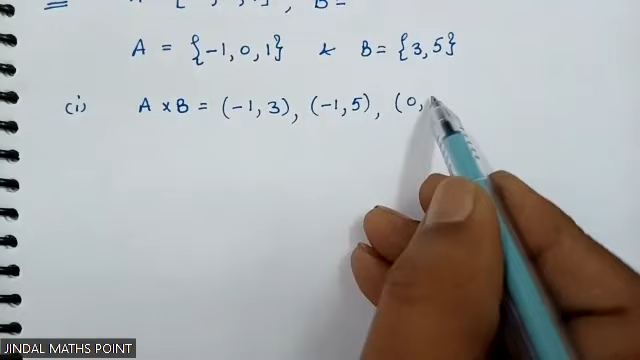 B =
A = {-1, 0, 1} & B = {3, 5}
(i) A × B = (-1, 3), (-1, 5), (0,
JINDAL MATHS POINT